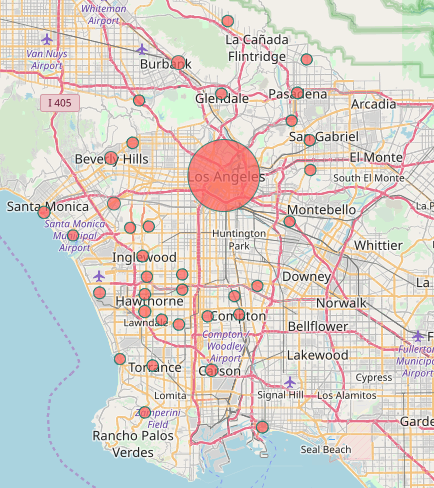 Whiteman
Airport
La Cañada
Flintridge
Van Nuys
Airport
Burbank
Glendale
Pasadena
I 405
Arcadia
San Gabriel
Beverly Hills
El Monte
Los Angeles
South El Monte
Santa Monica
Montebello
Santa Monica
Municipal
Airport
Huntington
Park
Whittier
Inglewood
Downey
La
Hawthorne
Norwalk
Lawndale
Compton
Bellflower
Compton
Woodley
Airport
Fullerton
Municipal
Airport
Lakewood
Torrance
Carson
Cypress
Lomita
Signal Hill
Los Alamitos
Zamperini
Field
Garde
Rancho Palos
Verdes
Seal Beach